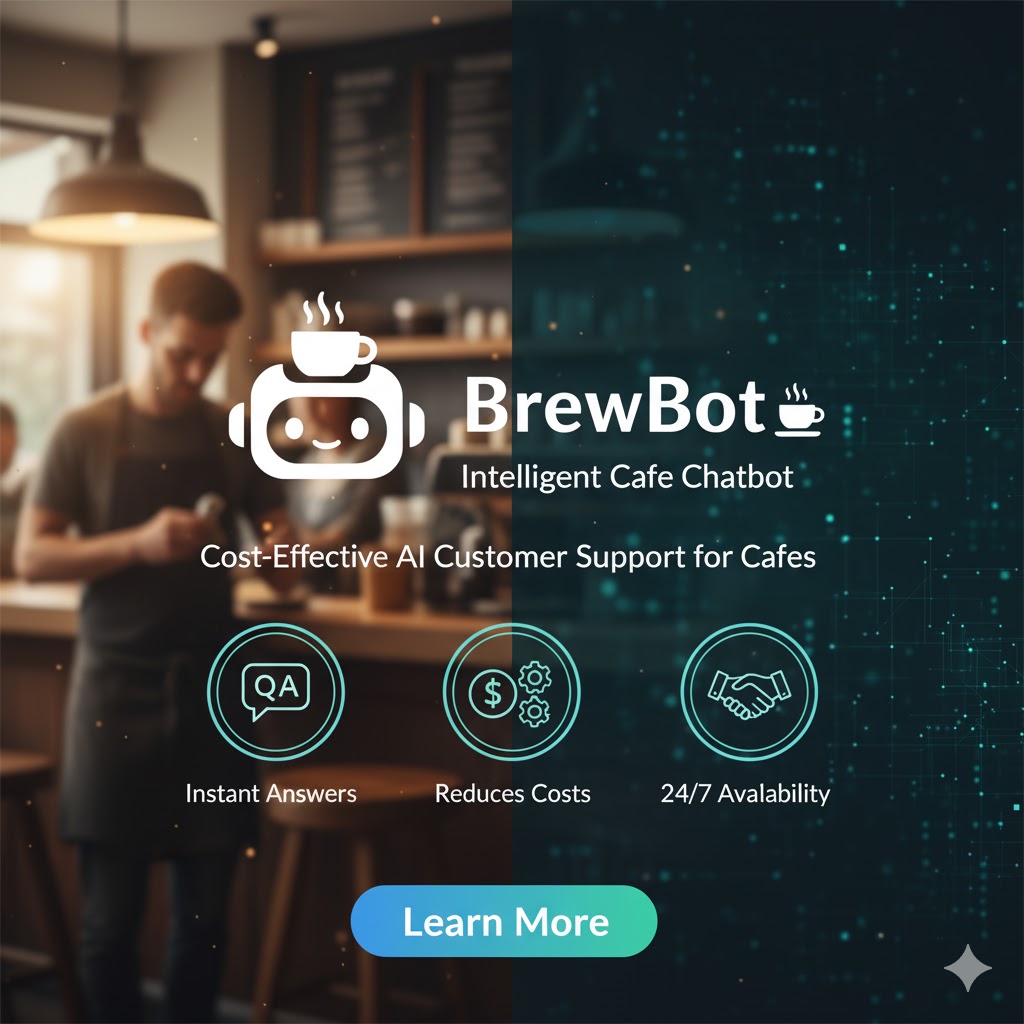 BrewBot
Intelligent Cafe Chatbot
Cost-Effective AI Customer Support for Cafes
QA
$
Instant Answers
Reduces Costs
24/7 Avalability
Learn More